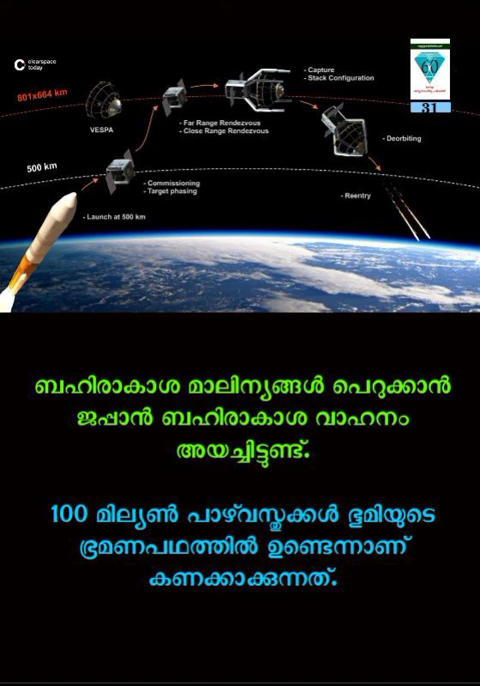 clearspace
today
60
31
801x664 km
VESPA
- Capture
- Stack Configuration
- Far Range Rendezvous
- Close Range Rendezvous
- Deorbiting
500 km
- Commissioning
- Target phasing
- Reentry
- Launch at 500 km
ബഹിരാകാശ മാലിന്യങ്ങൾ പെറുക്കാൻ
ജപ്പാൻ ബഹിരാകാശ വാഹനം
അയച്ചിട്ടുണ്ട്.
100 മില്യൺ പാഴ്‌വസ്തുക്കൾ ഭൂമിയുടെ
ഭ്രമണപഥത്തിൽ ഉണ്ടെന്നാണ്
കണക്കാക്കുന്നത്.